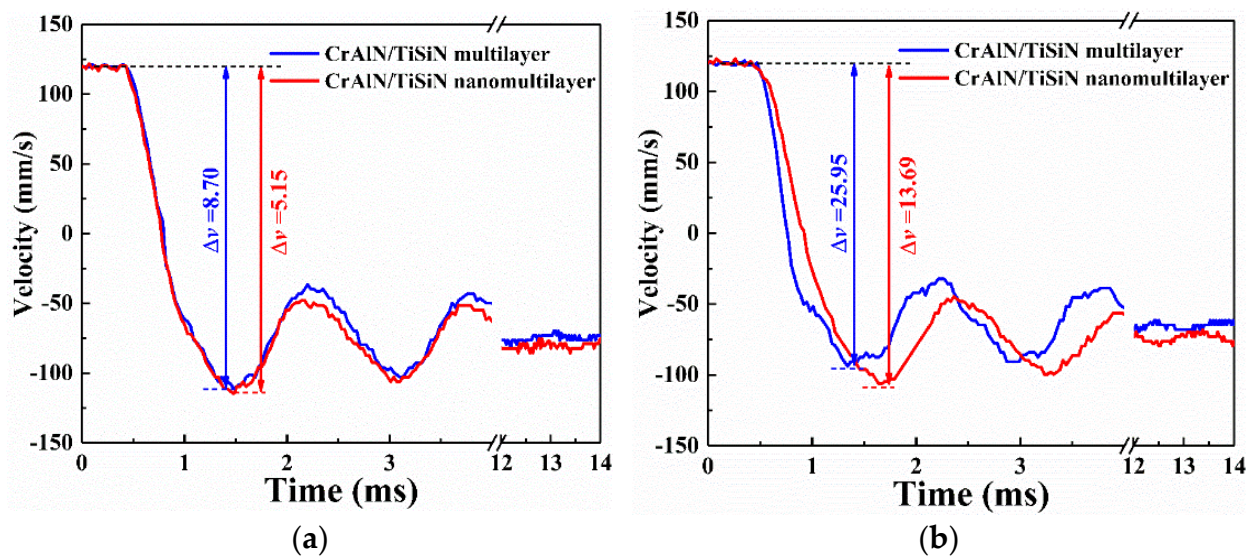 150
100
50
0
-50
-100
-150
Velocity (mm/s)
CrAlN/TiSiN multilayer
CrAlN/TiSiN nanomultilayer
Δv =8.70
Δv =5.15
0 1 2 3 12 13 14
Time (ms)
(a)
150
100
50
0
-50
-100
-150
Velocity (mm/s)
CrAlN/TiSiN multilayer
CrAlN/TiSiN nanomultilayer
Δv =25.95
Δv =13.69
0 1 2 3 12 13 14
Time (ms)
(b)